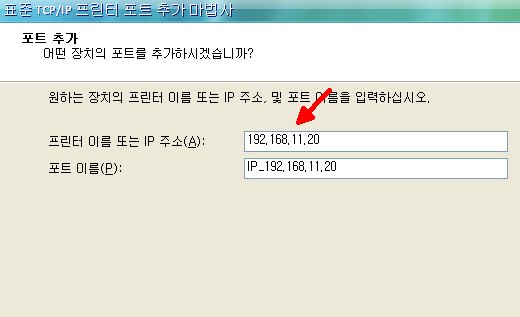 표준 TCP/IP 프린터 포트 추가 마법사
포트 추가
어떤 장치의 포트를 추가하시겠습니까?
원하는 장치의 프린터 이름 또는 IP 주소, 및 포트 이름을 입력하십시오.
프린터 이름 또는 IP 주소(A): 192.168.11.20
포트 이름(P): IP_192.168.11.20